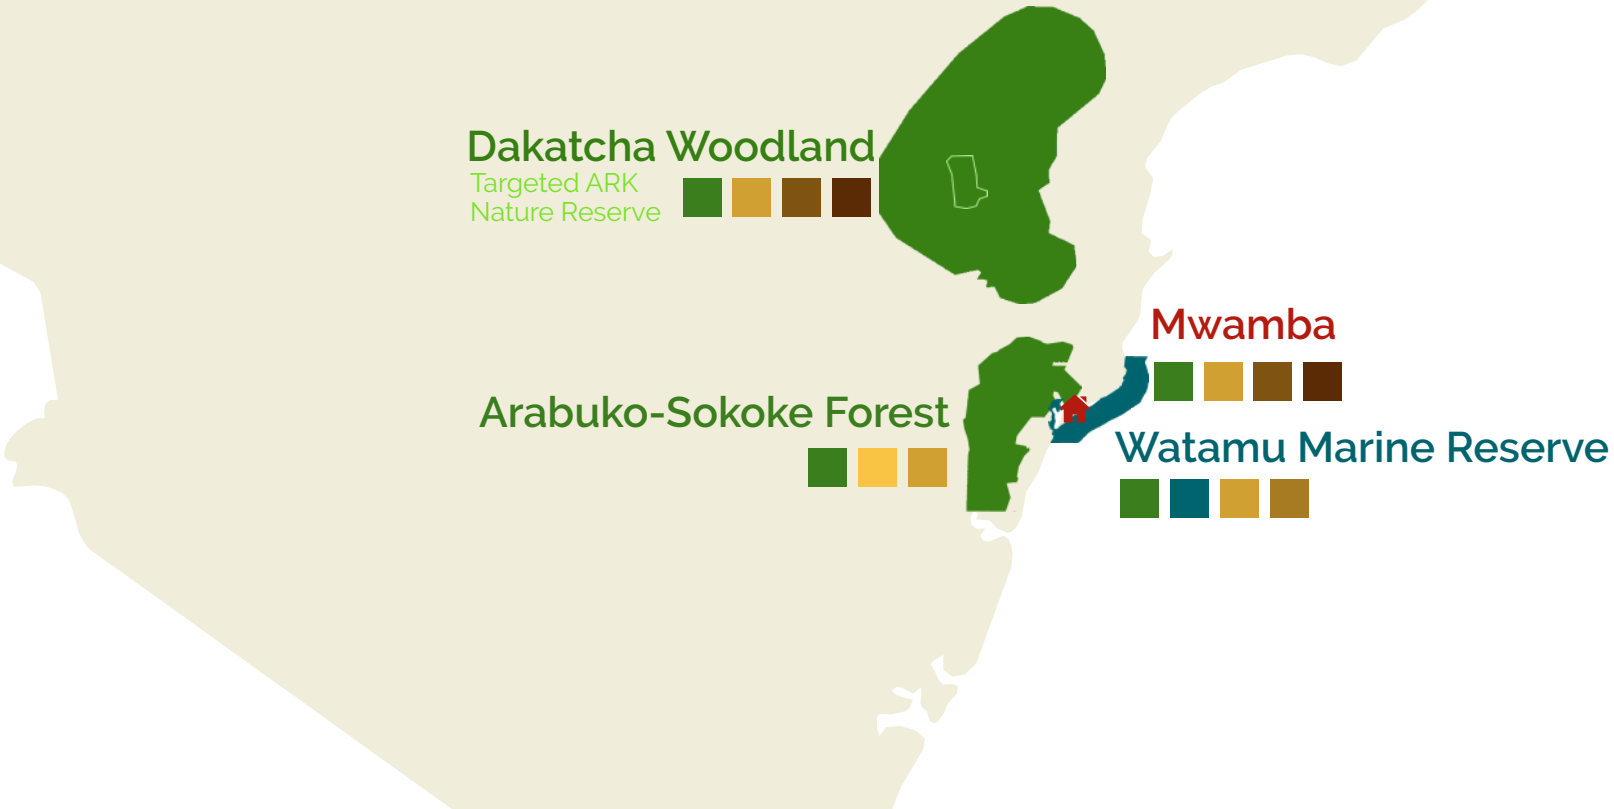 Dakatcha Woodland
Targeted ARK
Nature Reserve
Mwamba
Arabuko-Sokoke Forest
Watamu Marine Reserve